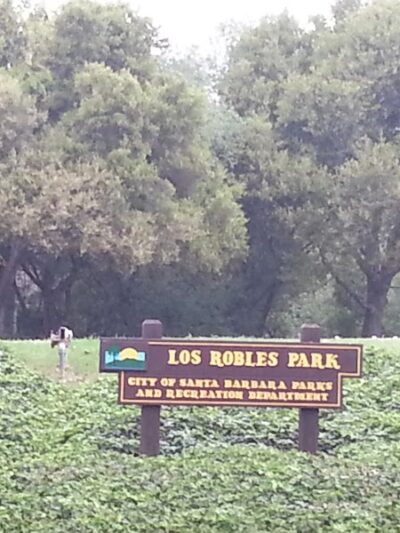 LOS ROBLES PARK
CITY OF SANTA BARBARA PARKS
AND RECREATION DEPARTMENT